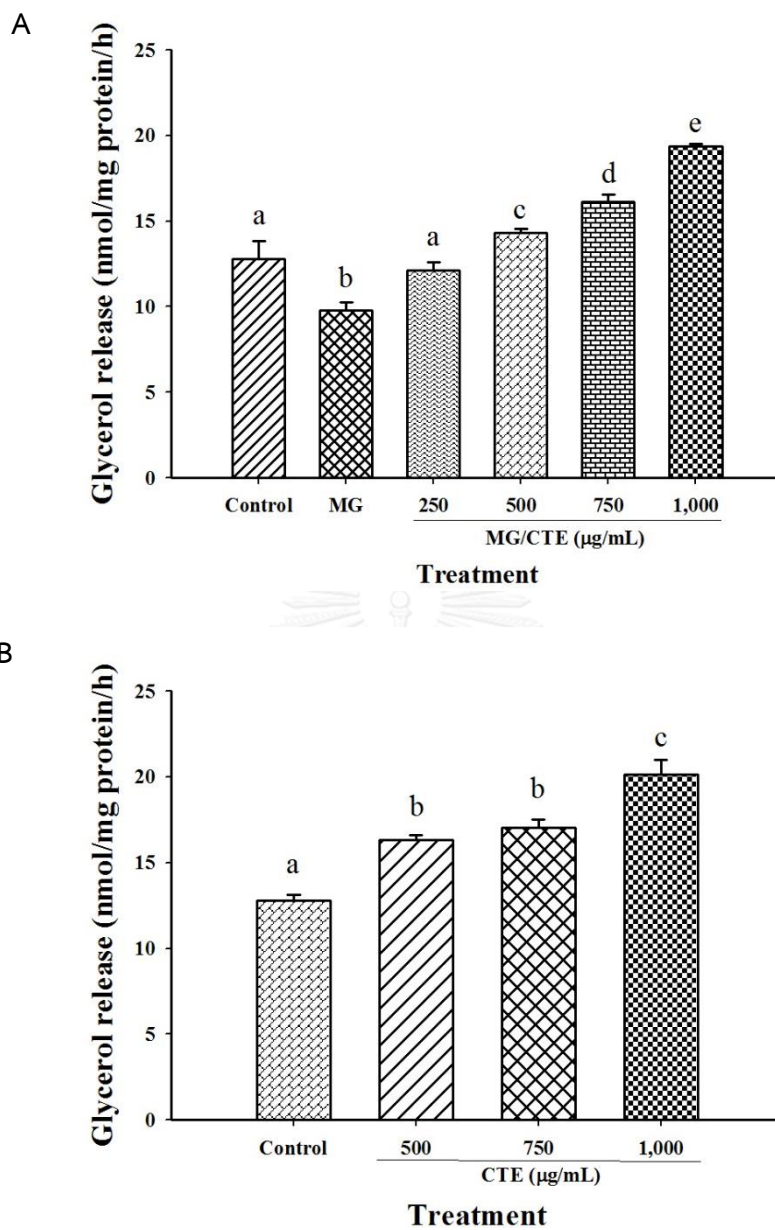 A
Glycerol release (nmol/mg protein/h)
25
20
15
10
5
0
a
b
a
c
d
e
Control MG 250 500 750 1,000
MG/CTE (µg/mL)
Treatment
B
Glycerol release (nmol/mg protein/h)
25
20
15
10
5
0
a
b
b
c
Control 500 750 1,000
CTE (µg/mL)
Treatment